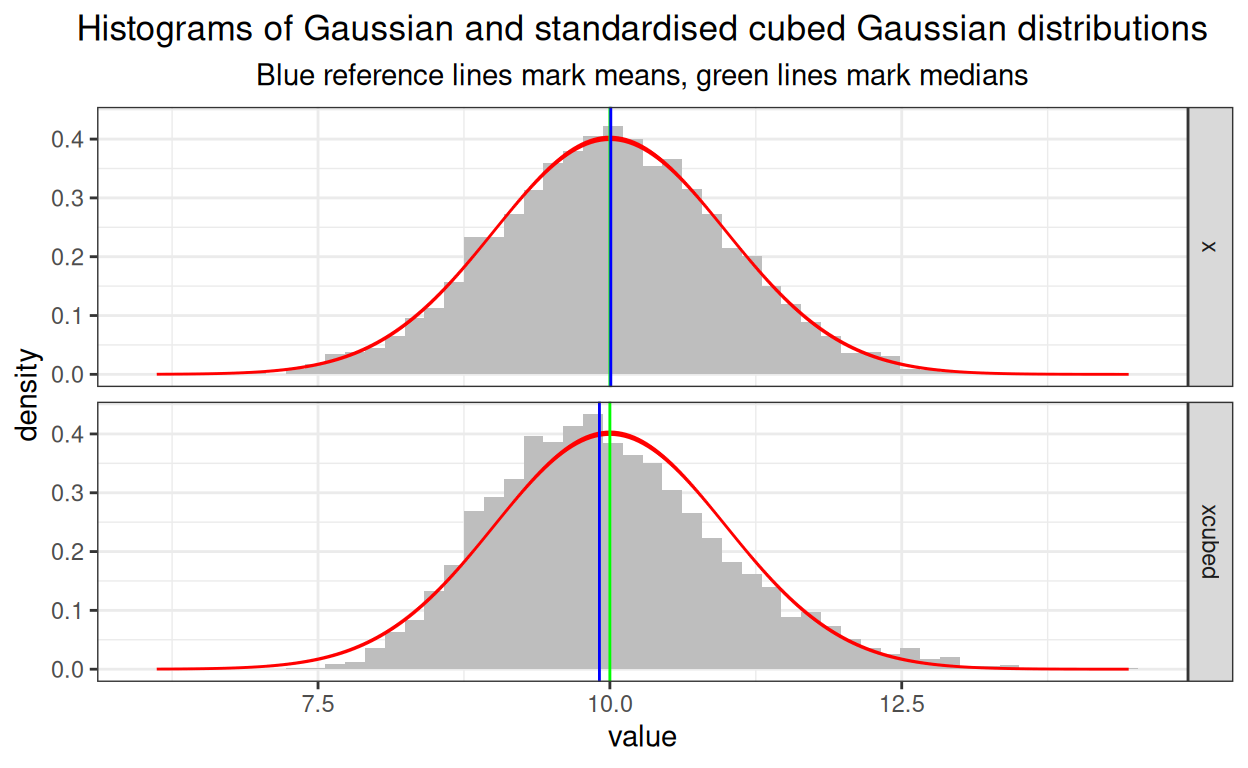 Histograms of Gaussian and standardised cubed Gaussian distributions
Blue reference lines mark means, green lines mark medians
density
0.4
0.3
0.2
0.1
0.0
x
0.4
0.3
0.2
0.1
0.0
xcubed
7.5 10.0 12.5
value